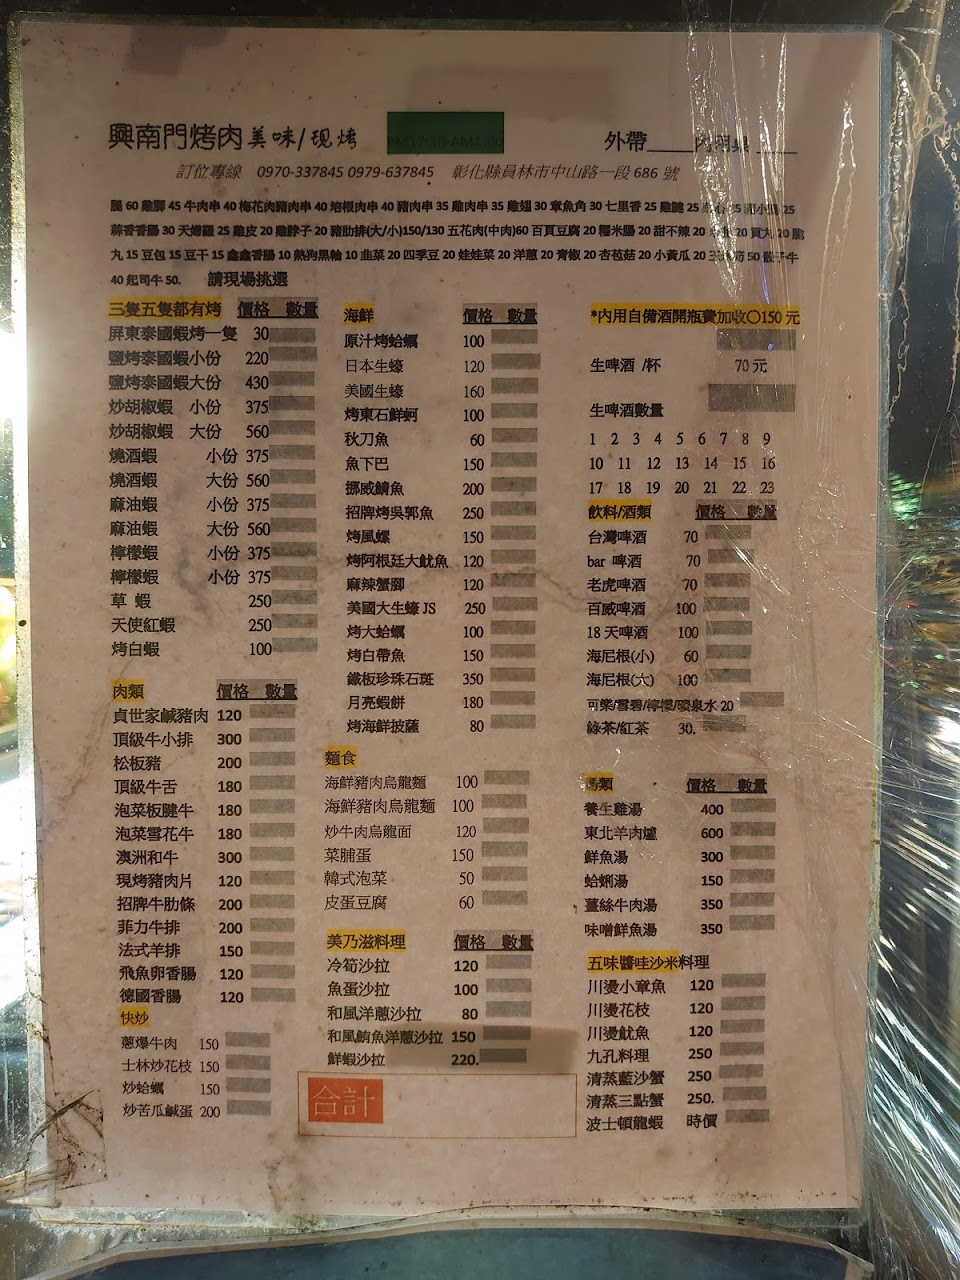 興南門烤肉美味/現烤
外帶____
訂位專線 0970-337845 0979-637845 彰化縣員林市中山路一段 686 號
腿 60 雞腳 45 牛肉串 40 梅花肉豬肉串 40 培根肉串 40 豬肉串 35 雞肉串 35 雞翅 30 章魚角 30 七里香 25 雞腱 25 25 25
蒜香香腸 30 天婦羅 25 雞皮 20 雞脖子 20 豬肋排(大/小)150/130 五花肉(中肉)60 百頁豆腐 20 糯米腸 20 甜不辣 20 20 貢丸 20
丸 15 豆包 15 豆干 15 鑫鑫香腸 10 熱狗黑輪 10 韭菜 20 四季豆 20 娃娃菜 20 洋蔥 20 青椒 20 杏苞菇 20 小黃瓜 20 50 骰子牛
40 起司牛 50. 請現場挑選
三隻五隻都有烤 價格 數量
屏東泰國蝦烤一隻 30
鹽烤泰國蝦小份 220
鹽烤泰國蝦大份 430
炒胡椒蝦 小份 375
炒胡椒蝦 大份 560
燒酒蝦 小份 375
燒酒蝦 大份 560
麻油蝦 小份 375
麻油蝦 大份 560
檸檬蝦 小份 375
檸檬蝦 小份 375
草 蝦 250
天使紅蝦 250
烤白蝦 100
肉類 價格 數量
貞世家鹹豬肉 120
頂級牛小排 300
松板豬 200
頂級牛舌 180
泡菜板腱牛 180
泡菜雪花牛 180
澳洲和牛 300
現烤豬肉片 120
招牌牛肋條 200
菲力牛排 200
法式羊排 150
飛魚卵香腸 120
德國香腸 120
快炒
蔥爆牛肉 150
士林炒花枝 150
炒蛤蠣 150
炒苦瓜鹹蛋 200
海鮮 價格 數量
原汁烤蛤蠣 100
日本生蠔 120
美國生蠔 160
烤東石鮮蚵 100
秋刀魚 60
魚下巴 150
挪威鯖魚 200
招牌烤吳郭魚 250
烤風螺 150
烤阿根廷大魷魚 120
麻辣蟹腳 120
美國大生蠔 JS 250
烤大蛤蠣 100
烤白帶魚 150
鐵板珍珠石斑 350
月亮蝦餅 180
烤海鮮披薩 80
麵食
海鮮豬肉烏龍麵 100
海鮮豬肉烏龍麵 100
炒牛肉烏龍面 120
菜脯蛋 150
韓式泡菜 50
皮蛋豆腐 60
美乃滋料理 價格 數量
冷筍沙拉 120
魚蛋沙拉 100
和風洋蔥沙拉 80
和風鮪魚洋蔥沙拉 150
鮮蝦沙拉 220.
合計
*內用自備酒開瓶費加收〇150 元
生啤酒 /杯 70 元
生啤酒數量
1 2 3 4 5 6 7 8 9
10 11 12 13 14 15 16
17 18 19 20 21 22 23
飲料/酒類 價格 數量
台灣啤酒 70
bar 啤酒 70
老虎啤酒 70
百威啤酒 100
18 天啤酒 100
海尼根(小) 60
海尼根(大) 100
可樂/雪碧/檸檬/礦泉水 20
綠茶/紅茶 30.
湯類 價格 數量
養生雞湯 400
東北羊肉爐 600
鮮魚湯 300
蛤蜊湯 150
薑絲牛肉湯 350
味噌鮮魚湯 350
五味醬哇沙米料理
川燙小章魚 120
川燙花枝 120
川燙魷魚 120
九孔料理 250
清蒸藍沙蟹 250
清蒸三點蟹 250.
波士頓龍蝦 時價